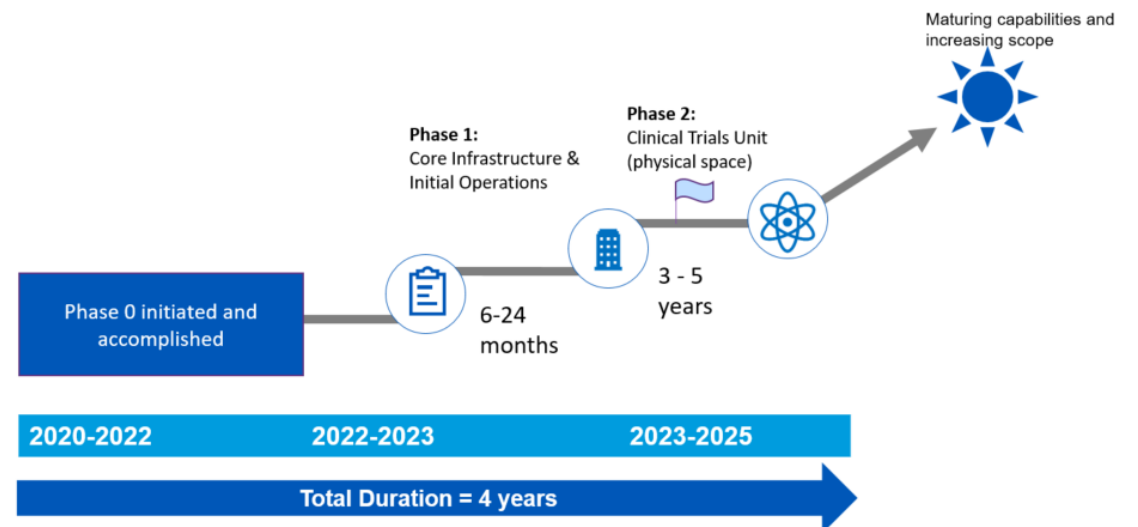 Maturing capabilities and
increasing scope
Phase 2:
Clinical Trials Unit
(physical space)
Phase 1:
Core Infrastructure &
Initial Operations
3 - 5
years
6-24
months
Phase 0 initiated and
accomplished
2020-2022
2022-2023
2023-2025
Total Duration = 4 years